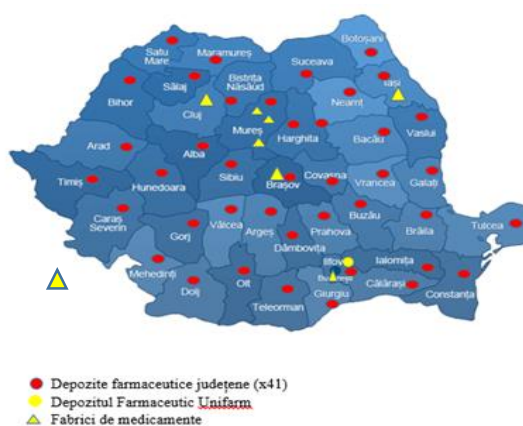 Botoșani
Satu
Mare
Maramureș
Suceava
Iași
Sălaj
Bistrița
Năsăud
Neamț
Bihor
Cluj
Mureș
Harghita
Bacău
Vaslui
Arad
Alba
Timiș
Hunedoara
Sibiu
Brașov
Covasna
Vrancea
Galați
Caraș
Severin
Gorj
Vâlcea
Argeș
Prahova
Buzău
Brăila
Tulcea
Dâmbovița
Mehedinți
Ilfov
Ialomița
Dolj
Olt
Teleorman
Giurgiu
Călărași
Constanța
Depozite farmaceutice județene (x41)
Depozitul Farmaceutic Unifarm
Fabrici de medicamente